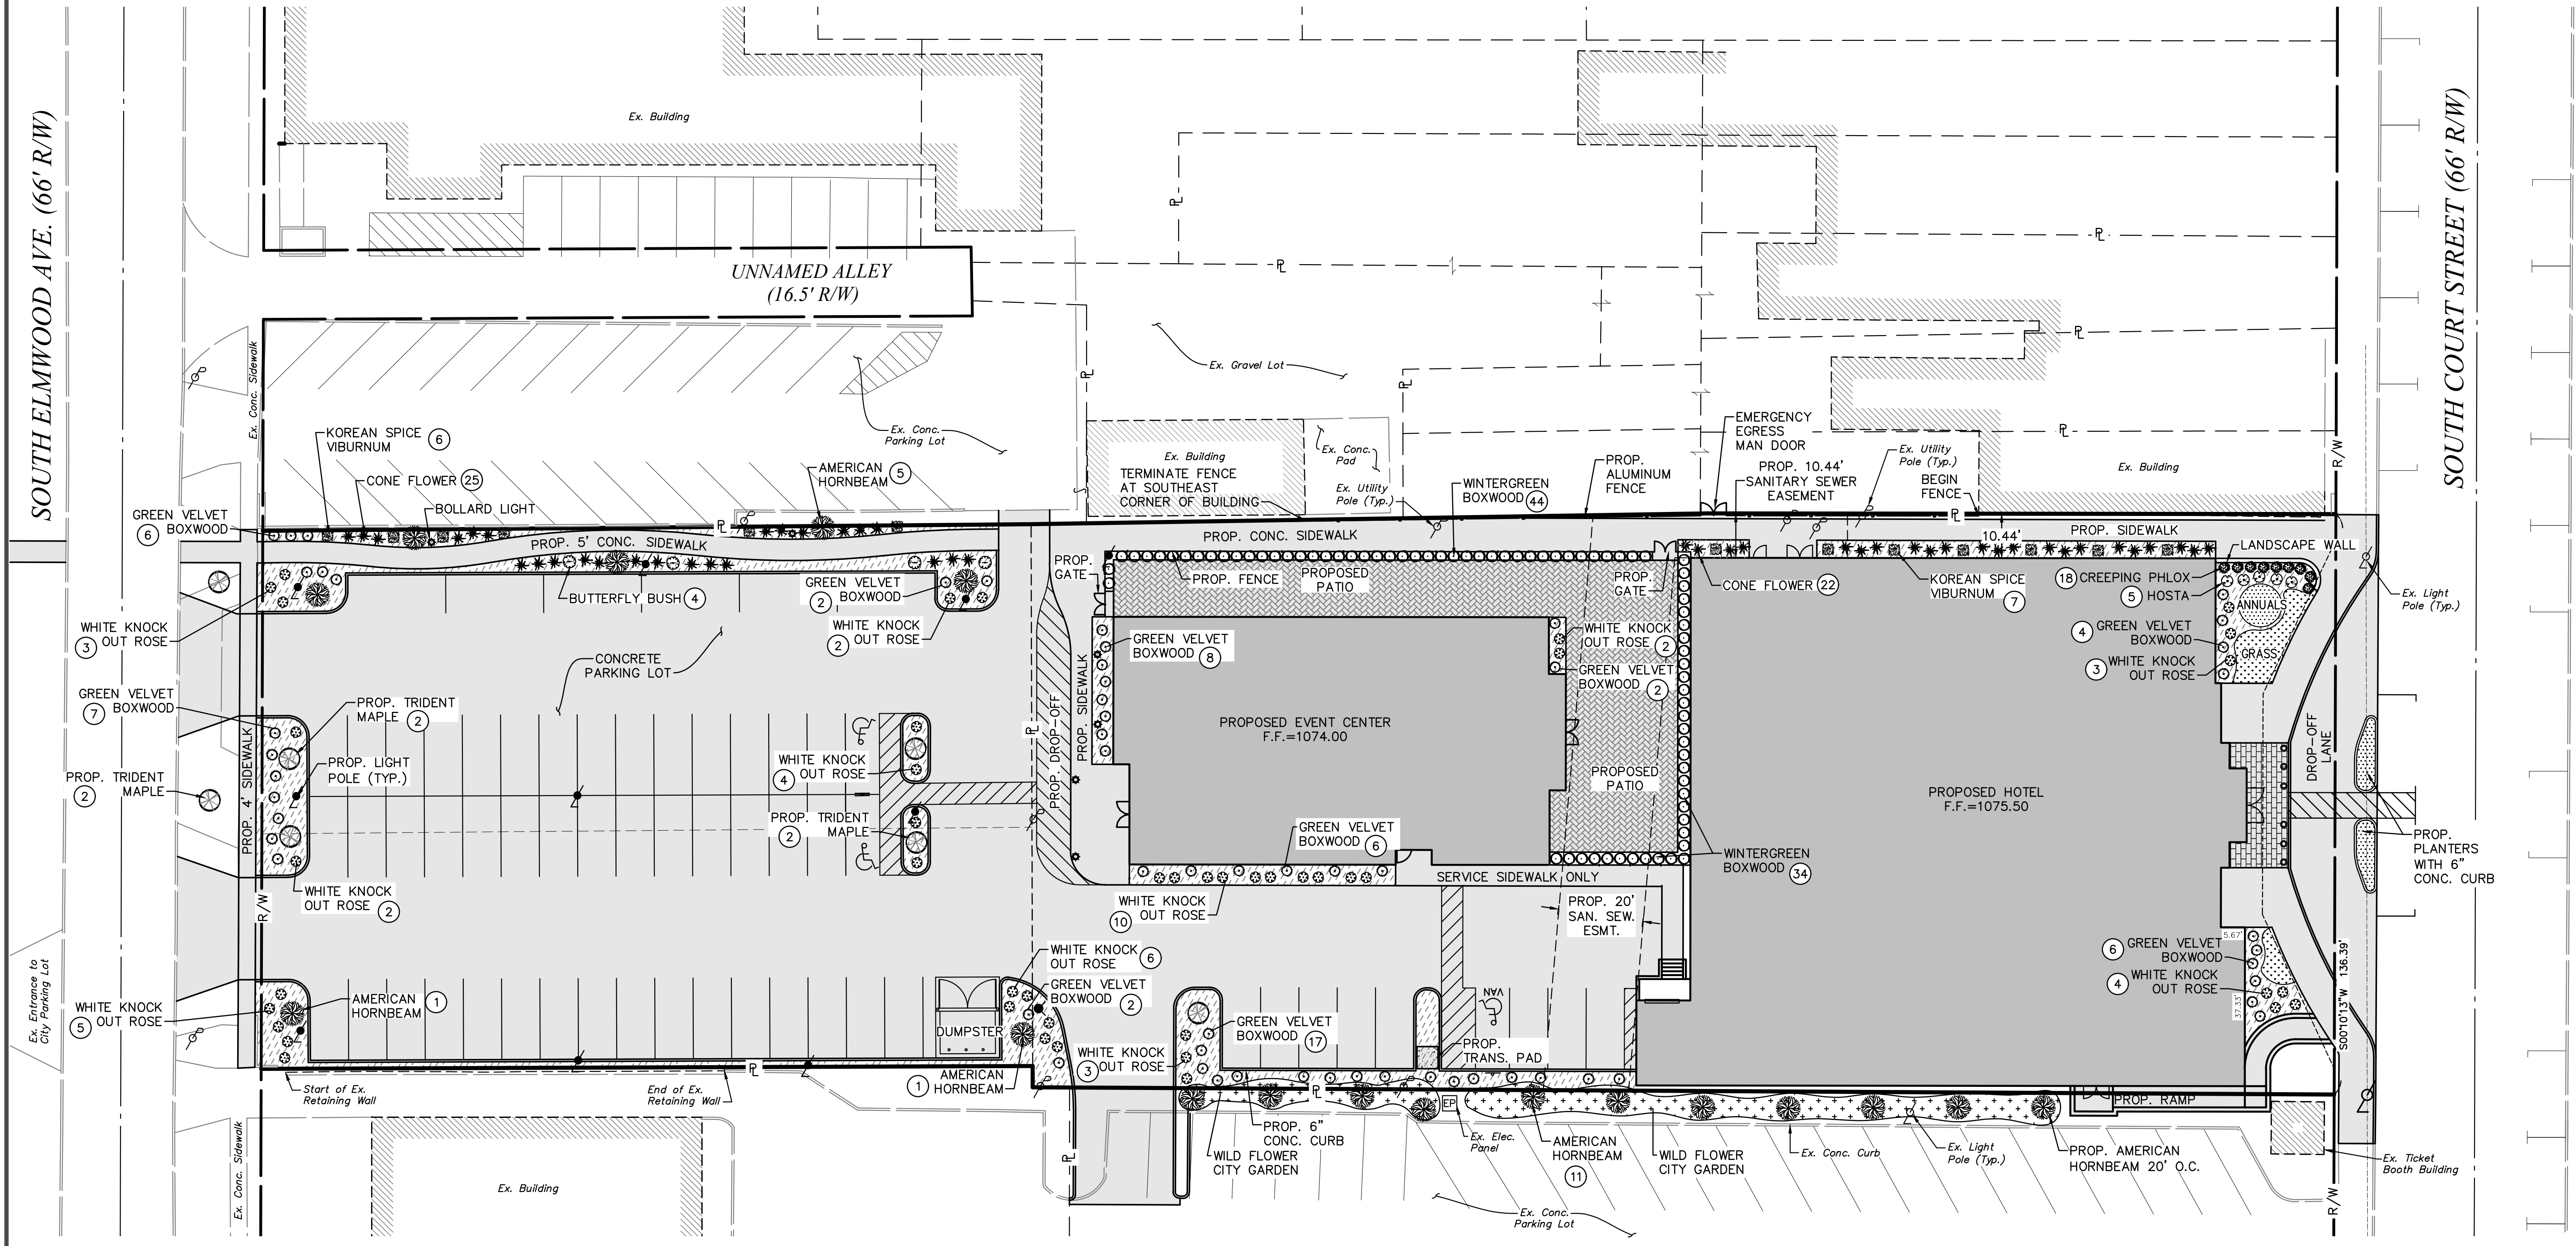 SOUTH ELMWOOD AVE. (66' R/W)
SOUTH COURT STREET (66' R/W)
Ex. Building
UNNAMED ALLEY
(16.5' R/W)
Ex. Conc. Sidewalk
P/L
P/L
P/L
P/L
P/L
P/L
P/L
Ex. Gravel Lot
Ex. Conc.
Parking Lot
KOREAN SPICE
VIBURNUM
6
CONE FLOWER 25
BOLLARD LIGHT
AMERICAN
HORNBEAM 5
GREEN VELVET
6 BOXWOOD
Ex. Building
TERMINATE FENCE
AT SOUTHEAST
CORNER OF BUILDING
Ex. Conc.
Pad
Ex. Utility
Pole (Typ.)
WINTERGREEN
BOXWOOD 44
PROP.
ALUMINUM
FENCE
EMERGENCY
EGRESS
MAN DOOR
PROP. 10.44'
SANITARY SEWER
EASEMENT
Ex. Utility
Pole (Typ.)
BEGIN
FENCE
Ex. Building
R/W
P/L
P/L
PROP. 5' CONC. SIDEWALK
PROP. CONC. SIDEWALK
10.44'
PROP. SIDEWALK
LANDSCAPE WALL
PROP.
GATE
PROP. FENCE
PROPOSED
PATIO
PROP.
GATE
CONE FLOWER 22
KOREAN SPICE
VIBURNUM
7
18 CREEPING PHLOX
5 HOSTA
ANNUALS
GRASS
4 GREEN VELVET
BOXWOOD
3 WHITE KNOCK
OUT ROSE
Ex. Light
Pole (Typ.)
BUTTERFLY BUSH 4
GREEN VELVET
BOXWOOD
2
WHITE KNOCK
2 OUT ROSE
WHITE KNOCK
3 OUT ROSE
CONCRETE
PARKING LOT
GREEN VELVET
BOXWOOD 8
WHITE KNOCK
OUT ROSE 2
GREEN VELVET
BOXWOOD 2
GREEN VELVET
7 BOXWOOD
PROP. TRIDENT
MAPLE 2
PROP. LIGHT
POLE (TYP.)
PROP. TRIDENT
2 MAPLE
PROP. 4' SIDEWALK
WHITE KNOCK
4 OUT ROSE
PROP. TRIDENT
2 MAPLE
P/L
PROP. DROP-OFF
PROP. SIDEWALK
PROPOSED EVENT CENTER
F.F.=1074.00
PROPOSED
PATIO
PROPOSED HOTEL
F.F.=1075.50
DROP-OFF
LANE
PROP.
PLANTERS
WITH 6"
CONC. CURB
GREEN VELVET
BOXWOOD 6
WINTERGREEN
BOXWOOD 34
SERVICE SIDEWALK ONLY
WHITE KNOCK
OUT ROSE 2
R/W
WHITE KNOCK
10 OUT ROSE
PROP. 20'
SAN. SEW.
ESMT.
5.67'
6 GREEN VELVET
BOXWOOD
4 WHITE KNOCK
OUT ROSE
37.33'
S00°10'13"W 136.39'
Ex. Entrance to
City Parking Lot
WHITE KNOCK
5 OUT ROSE
AMERICAN 1
HORNBEAM
DUMPSTER
WHITE KNOCK 6
OUT ROSE
GREEN VELVET
BOXWOOD 2
VAN
GREEN VELVET
BOXWOOD 17
WHITE KNOCK
3 OUT ROSE
PROP.
TRANS. PAD
P/L
AMERICAN
1 HORNBEAM
Start of Ex.
Retaining Wall
End of Ex.
Retaining Wall
P/L
EP
PROP. RAMP
Ex. Building
Ex. Conc. Sidewalk
P/L
PROP. 6"
CONC. CURB
WILD FLOWER
CITY GARDEN
Ex. Elec.
Panel
AMERICAN
HORNBEAM
11
WILD FLOWER
CITY GARDEN
Ex. Conc. Curb
Ex. Light
Pole (Typ.)
PROP. AMERICAN
HORNBEAM 20' O.C.
Ex. Ticket
Booth Building
R/W
Ex. Conc.
Parking Lot